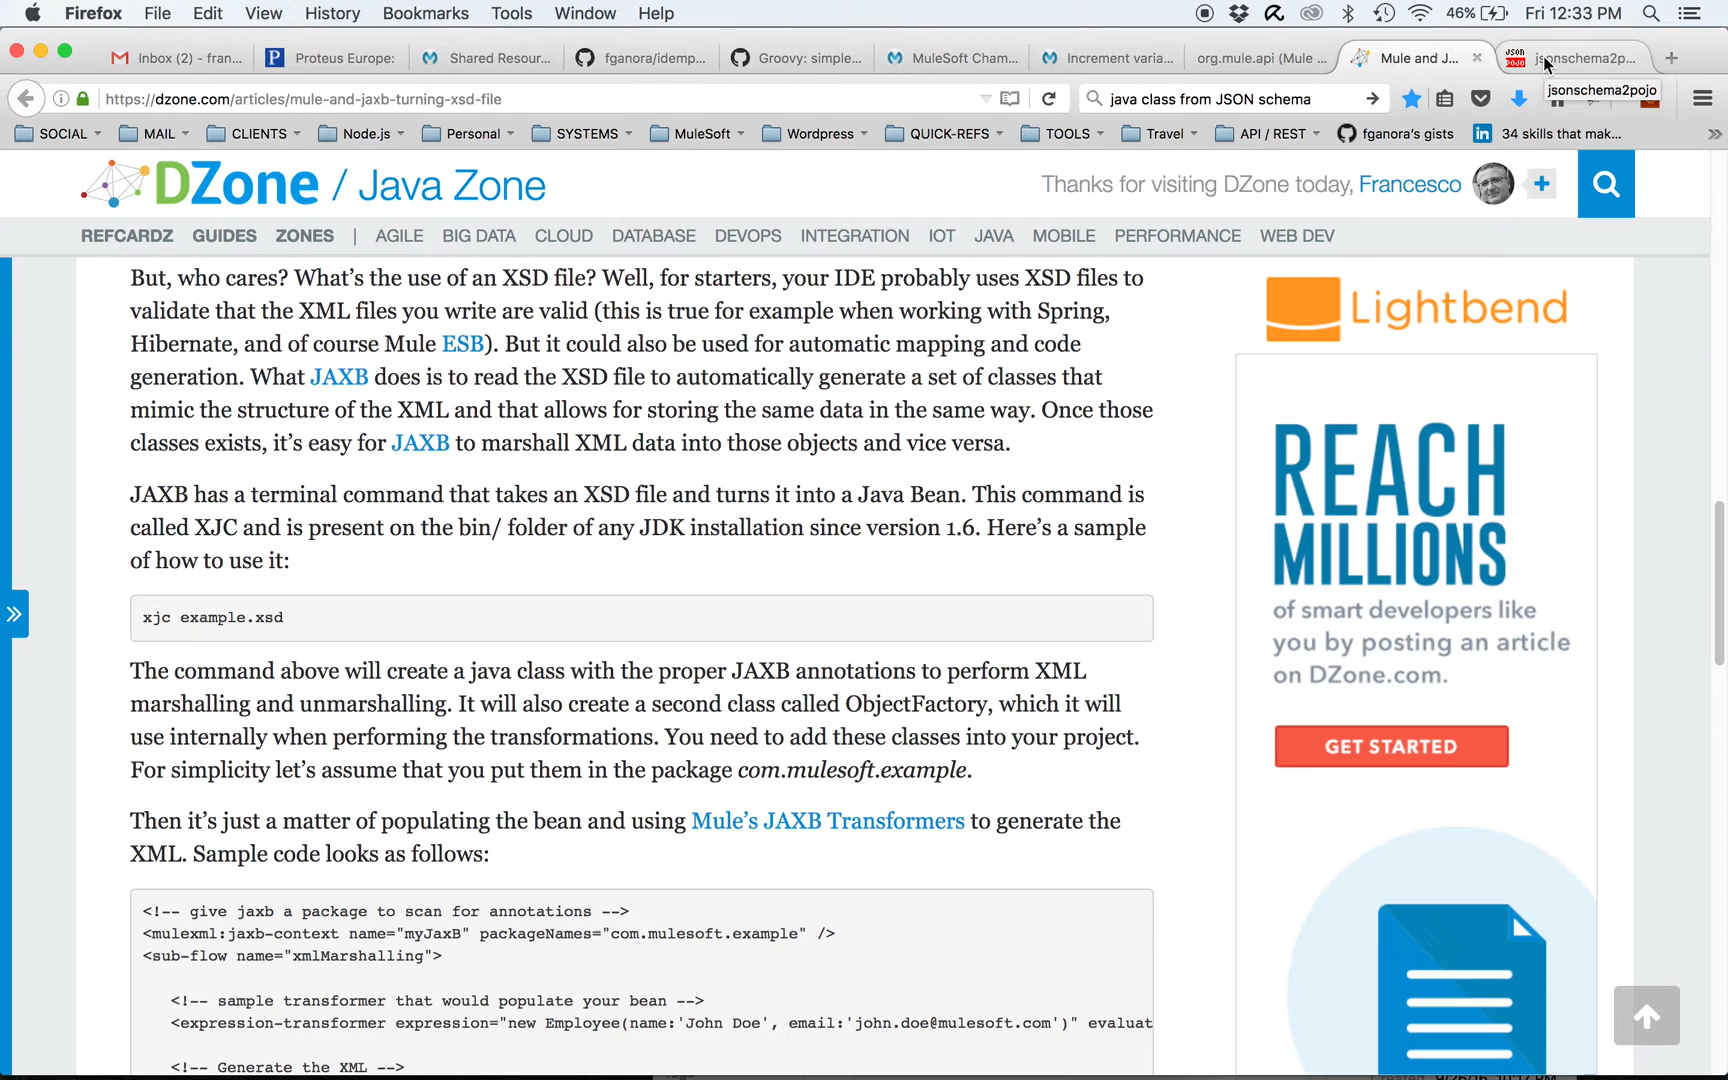 Firefox File Edit View History Bookmarks Tools Window Help 46% Fri 12:33 PM
Inbox (2) - fran... Proteus Europe: Shared Resour... fganora/idemp... Groovy: simple... MuleSoft Cham... Increment varia... org.mule.api (Mule ... Mule and J... jsonschema2p...
https://dzone.com/articles/mule-and-jaxb-turning-xsd-file java class from JSON schema
jsonschema2pojo
SOCIAL MAIL CLIENTS Node.js Personal SYSTEMS MuleSoft Wordpress QUICK-REFS TOOLS Travel API / REST fganora's gists 34 skills that mak...
DZone / Java Zone Thanks for visiting DZone today, Francesco
REFCARDZ GUIDES ZONES | AGILE BIG DATA CLOUD DATABASE DEVOPS INTEGRATION IOT JAVA MOBILE PERFORMANCE WEB DEV
But, who cares? What's the use of an XSD file? Well, for starters, your IDE probably uses XSD files to
validate that the XML files you write are valid (this is true for example when working with Spring,
Hibernate, and of course Mule ESB). But it could also be used for automatic mapping and code
generation. What JAXB does is to read the XSD file to automatically generate a set of classes that
mimic the structure of the XML and that allows for storing the same data in the same way. Once those
classes exists, it's easy for JAXB to marshall XML data into those objects and vice versa.
JAXB has a terminal command that takes an XSD file and turns it into a Java Bean. This command is
called XJC and is present on the bin/ folder of any JDK installation since version 1.6. Here's a sample
of how to use it:
xjc example.xsd
The command above will create a java class with the proper JAXB annotations to perform XML
marshalling and unmarshalling. It will also create a second class called ObjectFactory, which it will
use internally when performing the transformations. You need to add these classes into your project.
For simplicity let's assume that you put them in the package com.mulesoft.example.
Then it's just a matter of populating the bean and using Mule's JAXB Transformers to generate the
XML. Sample code looks as follows:
<!-- give jaxb a package to scan for annotations -->
<mulexml:jaxb-context name="myJaxB" packageNames="com.mulesoft.example" />
<sub-flow name="xmlMarshalling">
<!-- sample transformer that would populate your bean -->
<expression-transformer expression="new Employee(name:'John Doe', email:'john.doe@mulesoft.com')" evaluat
<!-- Generate the XML -->
Lightbend
REACH
MILLIONS
of smart developers like
you by posting an article
on DZone.com.
GET STARTED